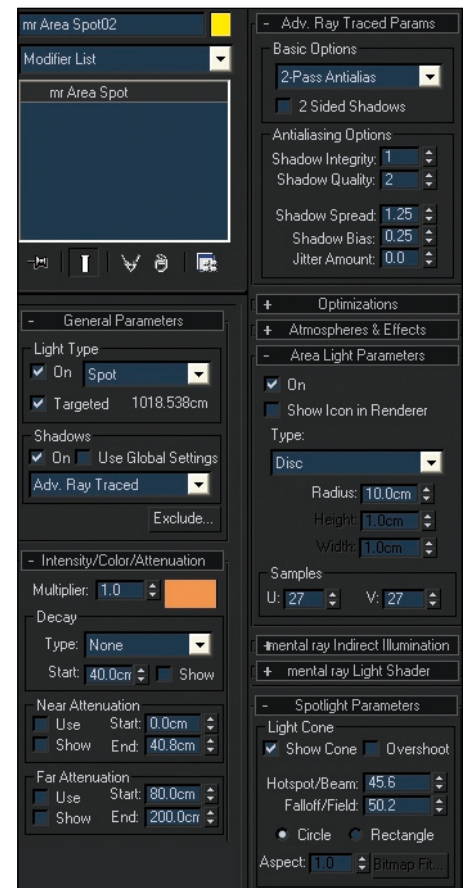 mr Area Spot02
Modifier List
mr Area Spot
- General Parameters
Light Type
On Spot
Targeted 1018.538cm
Shadows
On Use Global Settings
Adv. Ray Traced
Exclude...
- Intensity/Color/Attenuation
Multiplier: 1.0
Decay
Type: None
Start: 40.0cm Show
Near Attenuation
Use Start: 0.0cm
Show End: 40.8cm
Far Attenuation
Use Start: 80.0cm
Show End: 200.0cm
- Adv. Ray Traced Params
Basic Options
2-Pass Antialias
2 Sided Shadows
Antialiasing Options
Shadow Integrity: 1
Shadow Quality: 2
Shadow Spread: 1.25
Shadow Bias: 0.25
Jitter Amount: 0.0
+ Optimizations
+ Atmospheres & Effects
- Area Light Parameters
On
Show Icon in Renderer
Type:
Disc
Radius: 10.0cm
Height: 1.0cm
Width: 1.0cm
Samples
U: 27 V: 27
+ mental ray Indirect Illumination
+ mental ray Light Shader
- Spotlight Parameters
Light Cone
Show Cone Overshoot
Hotspot/Beam: 45.6
Falloff/Field: 50.2
Circle Rectangle
Aspect: 1.0 Bitmap Fit...